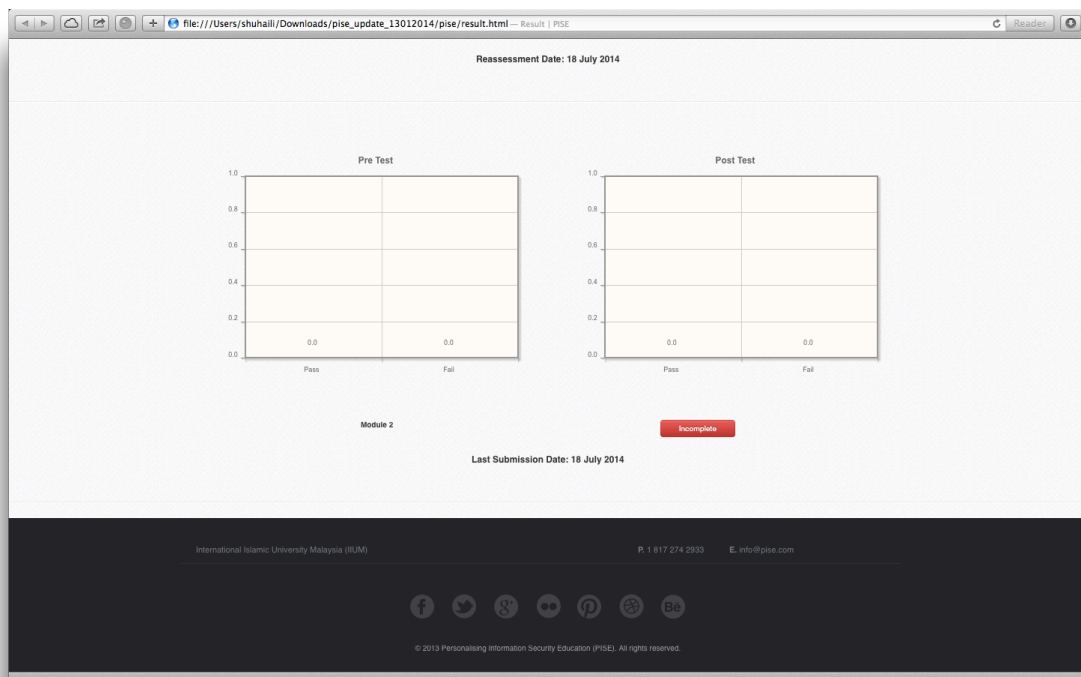 file:///Users/shuhaili/Downloads/pise_update_13012014/pise/result.html — Result | PISE
Reader
Reassessment Date: 18 July 2014
Pre Test
1.0
0.8
0.6
0.4
0.2
0.0
0.0 0.0
Pass Fail
Post Test
1.0
0.8
0.6
0.4
0.2
0.0
0.0 0.0
Pass Fail
Module 2
Incomplete
Last Submission Date: 18 July 2014
International Islamic University Malaysia (IIUM)
P. 1 817 274 2933 E. info@pise.com
Bē
© 2013 Personalising Information Security Education (PISE). All rights reserved.